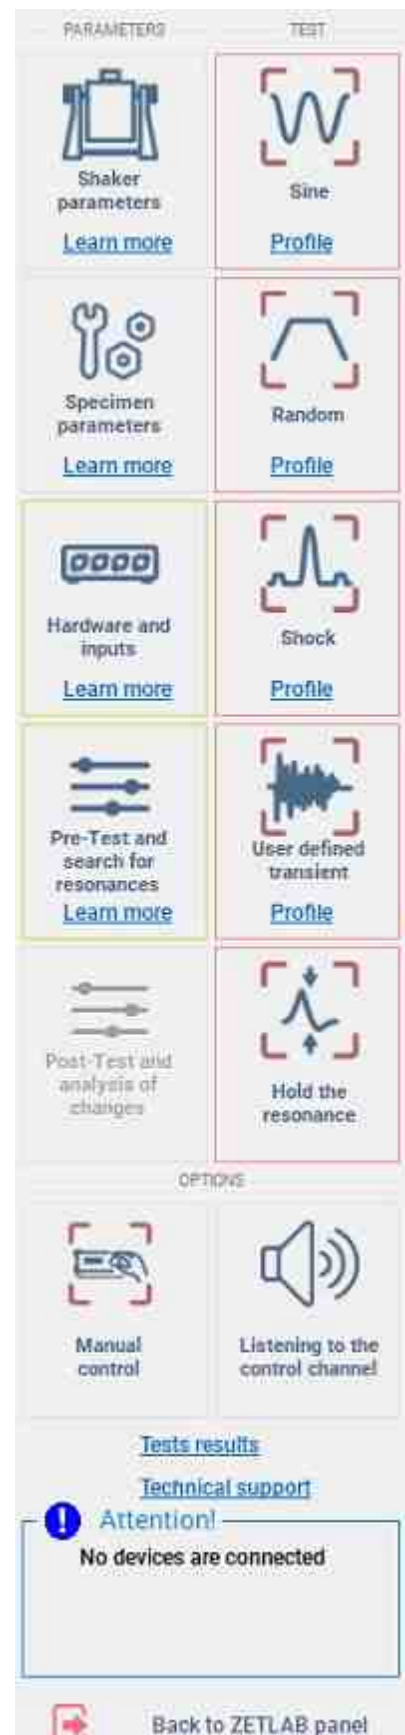 PARAMETERS
TEST
Shaker
parameters
Learn more
Sine
Profile
Specimen
parameters
Learn more
Random
Profile
Hardware and
inputs
Learn more
Shock
Profile
Pre-Test and
search for
resonances
Learn more
User defined
transient
Profile
Post-Test and
analysis of
changes
Hold the
resonance
OPTIONS
Manual
control
Listening to the
control channel
Tests results
Technical support
Attention!
No devices are connected
Back to ZETLAB panel